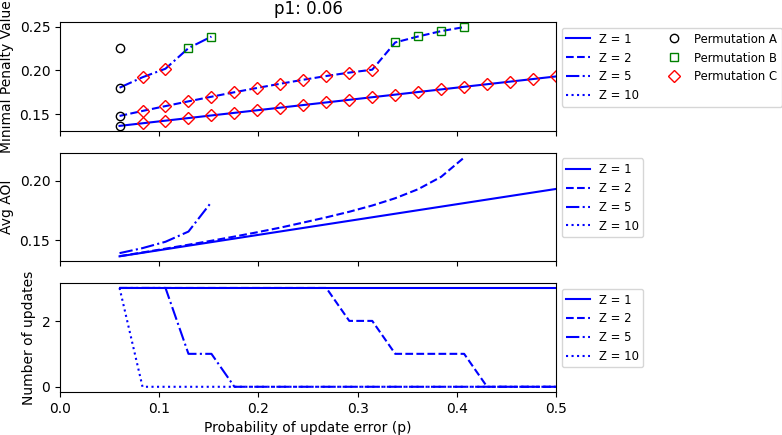 p1: 0.06
Minimal Penalty Value
0.25
0.20
0.15
Z = 1
Z = 2
Z = 5
Z = 10
Permutation A
Permutation B
Permutation C
Avg AOI
0.20
0.15
Z = 1
Z = 2
Z = 5
Z = 10
Number of updates
2
0
Z = 1
Z = 2
Z = 5
Z = 10
0.0 0.1 0.2 0.3 0.4 0.5
Probability of update error (p)